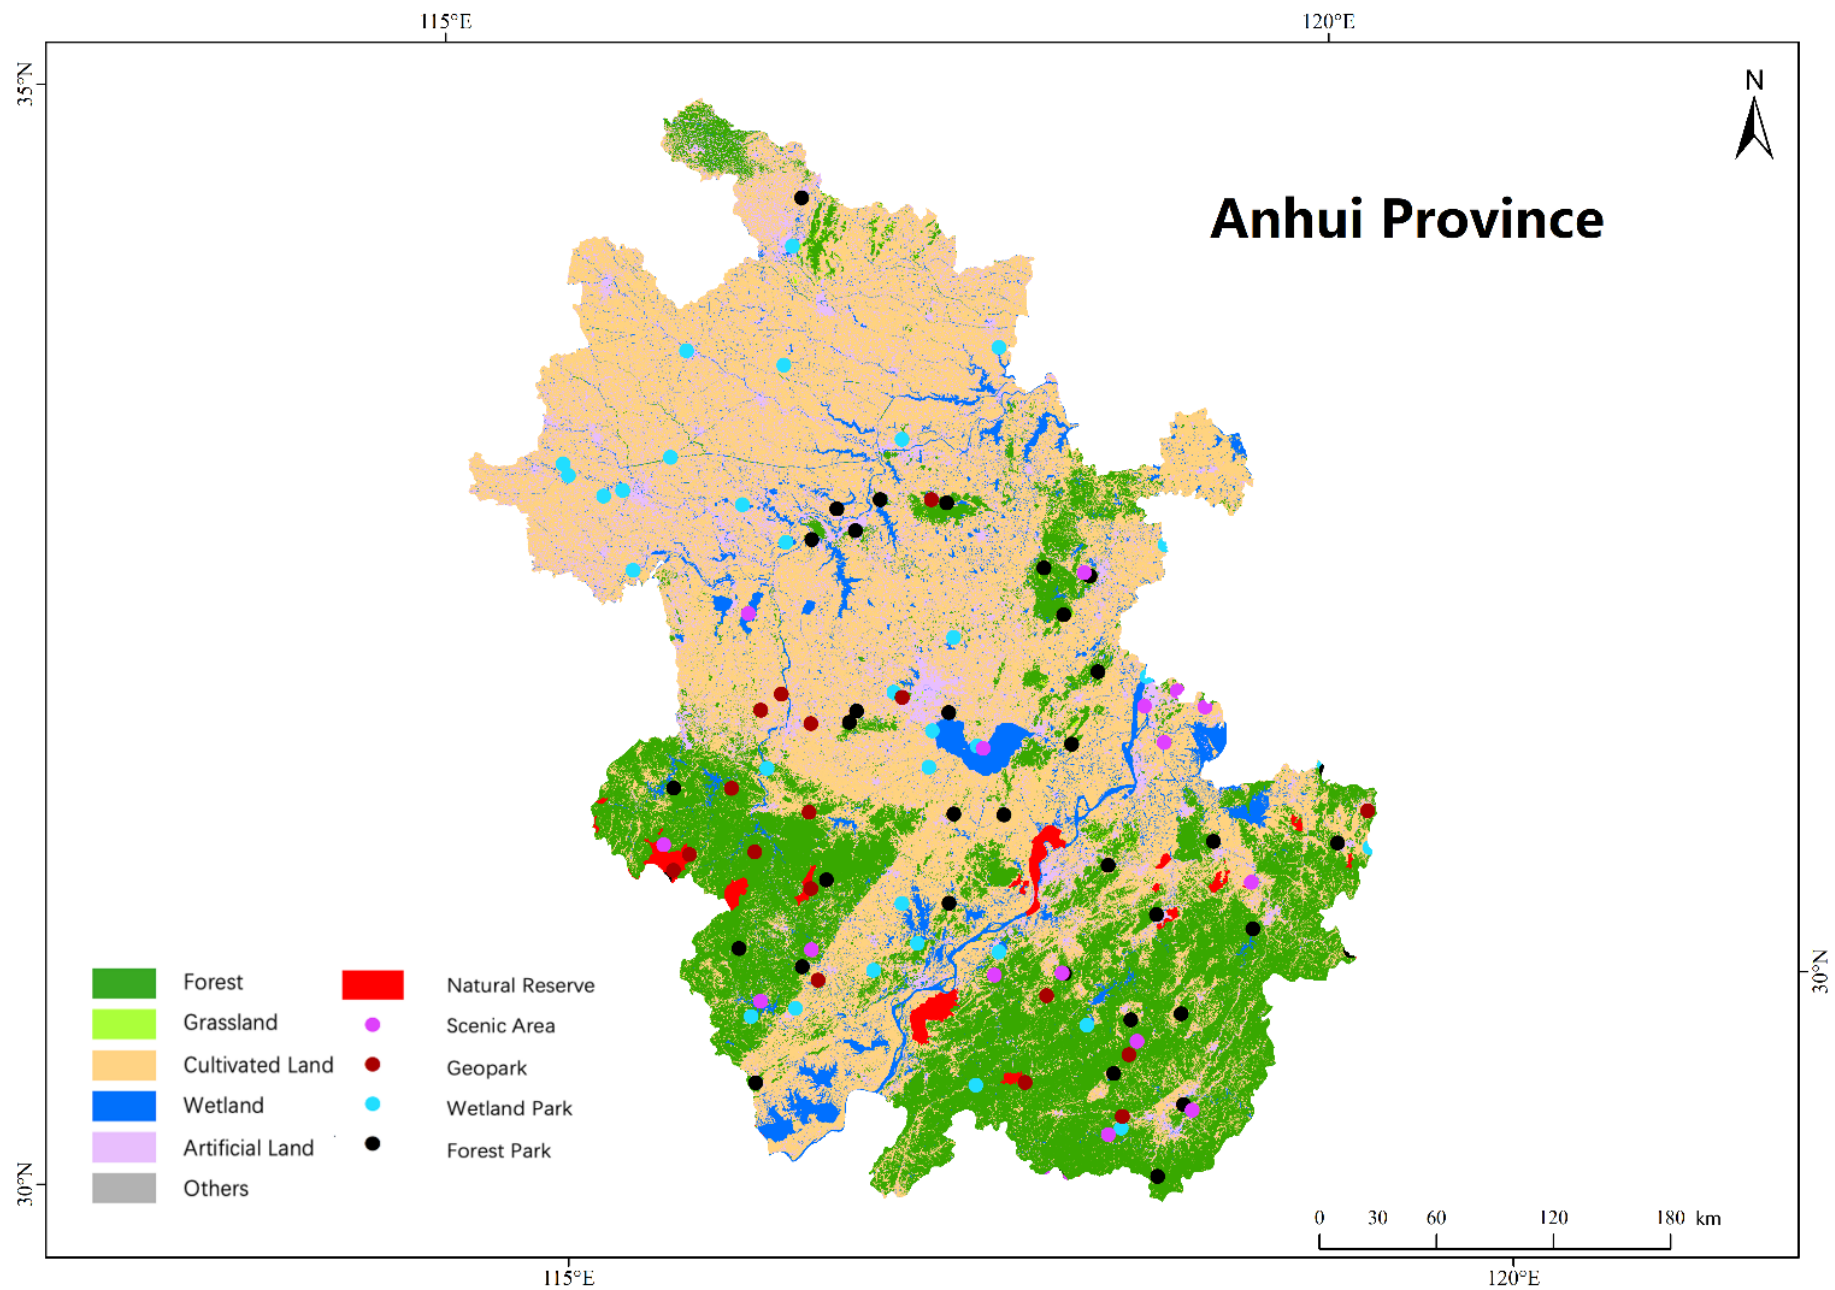 115°E 120°E
35°N
N
Anhui Province
30°N
Forest
Grassland
Cultivated Land
Wetland
Artificial Land
Others
Natural Reserve
Scenic Area
Geopark
Wetland Park
Forest Park
30°N
0 30 60 120 180 km
115°E 120°E